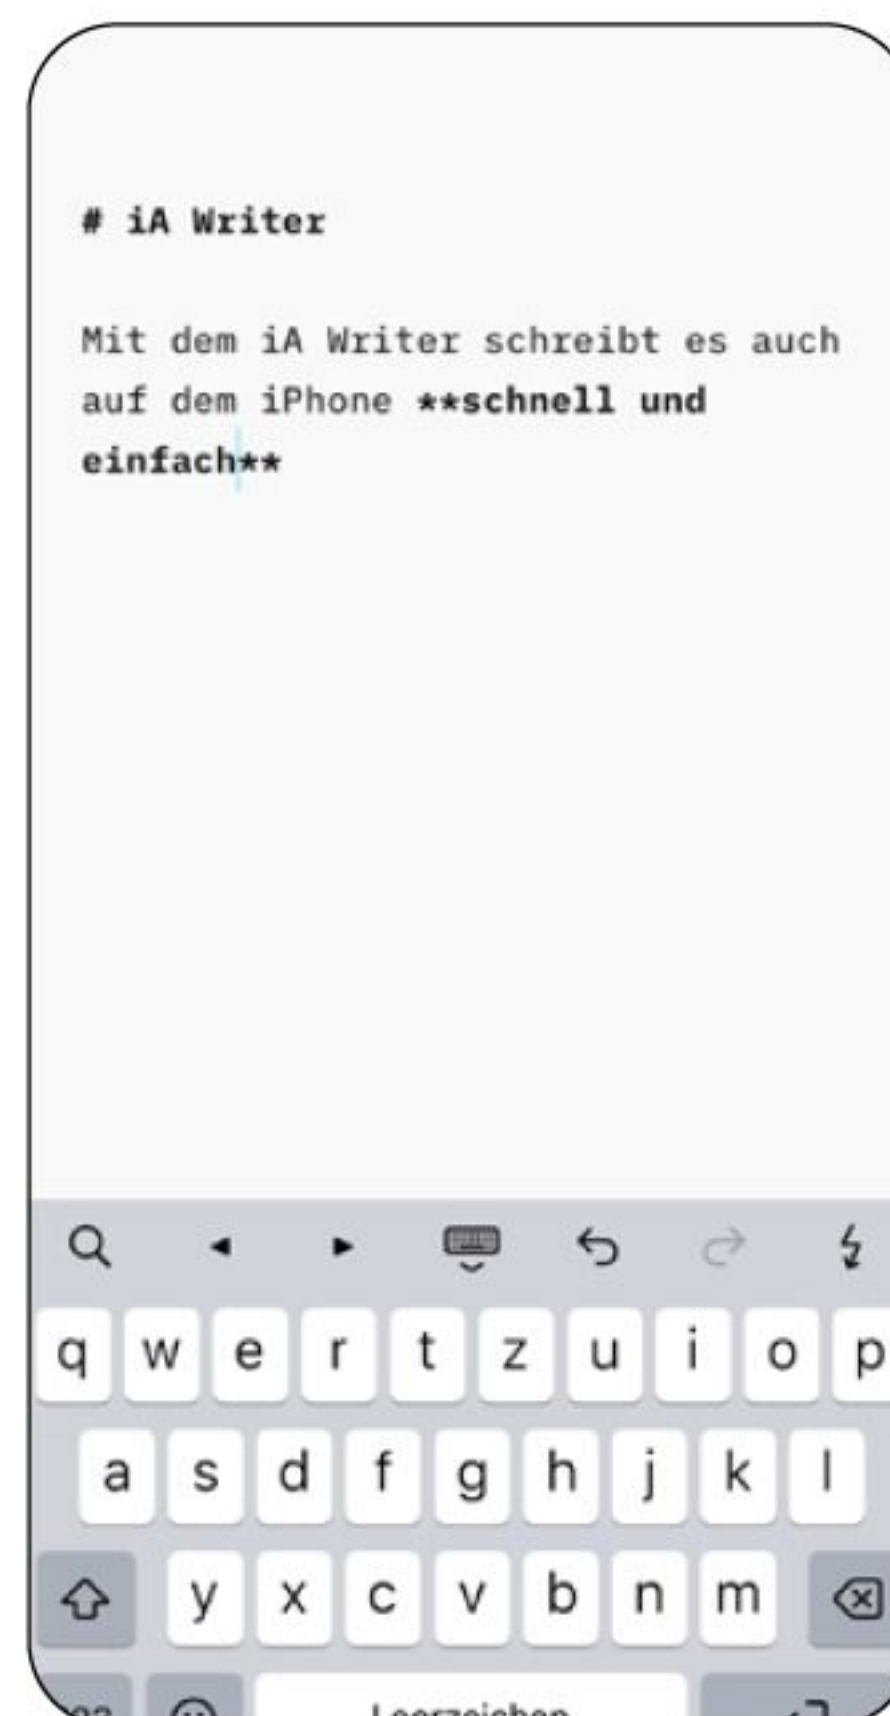 # iA Writer
Mit dem iA Writer schreibt es auch
auf dem iPhone **schnell und
einfach**
q w e r t z u i o p
a s d f g h j k l
y x c v b n m
Leerzeichen